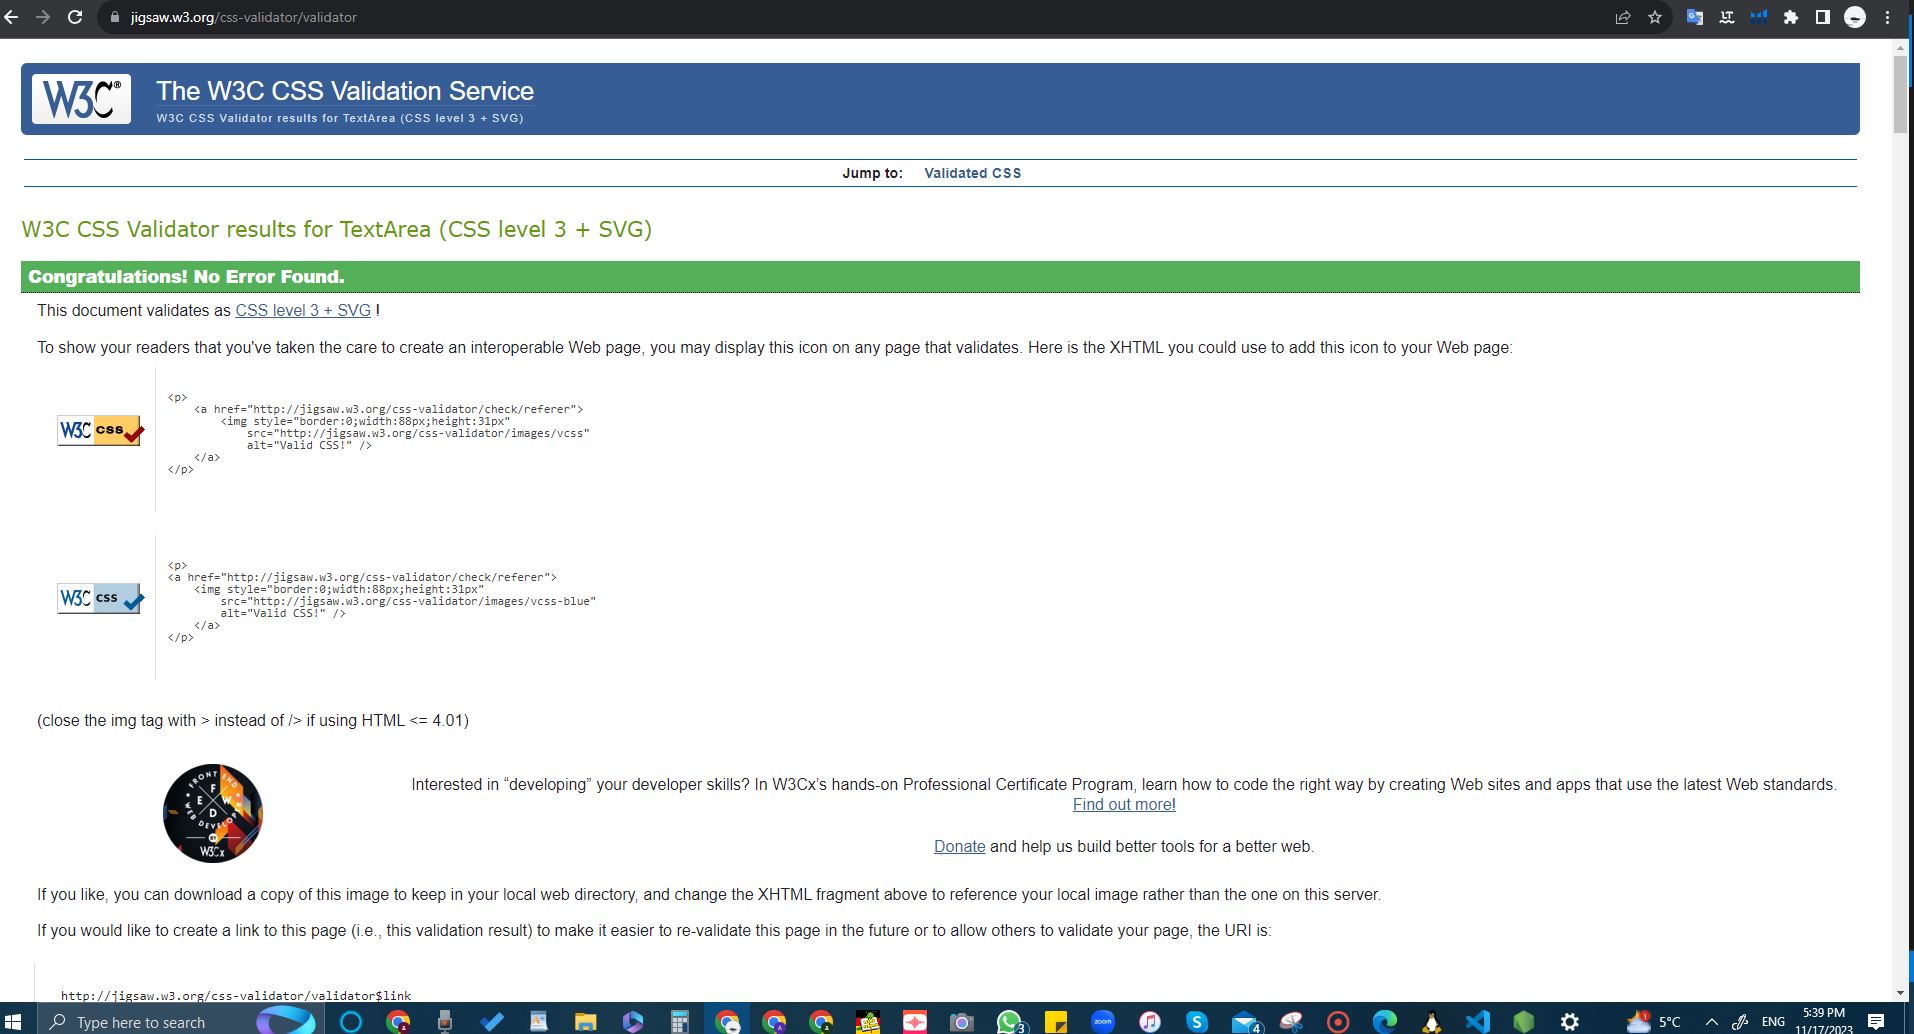 jigsaw.w3.org/css-validator/validator
W3C®
The W3C CSS Validation Service
W3C CSS Validator results for TextArea (CSS level 3 + SVG)
Jump to: Validated CSS
W3C CSS Validator results for TextArea (CSS level 3 + SVG)
Congratulations! No Error Found.
This document validates as CSS level 3 + SVG !
To show your readers that you've taken the care to create an interoperable Web page, you may display this icon on any page that validates. Here is the XHTML you could use to add this icon to your Web page:
W3C css
<p>
<a href="http://jigsaw.w3.org/css-validator/check/referer">
<img style="border:0;width:88px;height:31px"
src="http://jigsaw.w3.org/css-validator/images/vcss"
alt="Valid CSS!" />
</a>
</p>
W3C css
<p>
<a href="http://jigsaw.w3.org/css-validator/check/referer">
<img style="border:0;width:88px;height:31px"
src="http://jigsaw.w3.org/css-validator/images/vcss-blue"
alt="Valid CSS!" />
</a>
</p>
(close the img tag with > instead of /> if using HTML <= 4.01)
FRONT END
WEB DEVELOPER
BY
W3Cx
Interested in “developing” your developer skills? In W3Cx’s hands-on Professional Certificate Program, learn how to code the right way by creating Web sites and apps that use the latest Web standards.
Find out more!
Donate and help us build better tools for a better web.
If you like, you can download a copy of this image to keep in your local web directory, and change the XHTML fragment above to reference your local image rather than the one on this server.
If you would like to create a link to this page (i.e., this validation result) to make it easier to re-validate this page in the future or to allow others to validate your page, the URI is:
http://jigsaw.w3.org/css-validator/validator$link
Type here to search
3
zoom
4
5°C
ENG
5:39 PM
11/17/2023